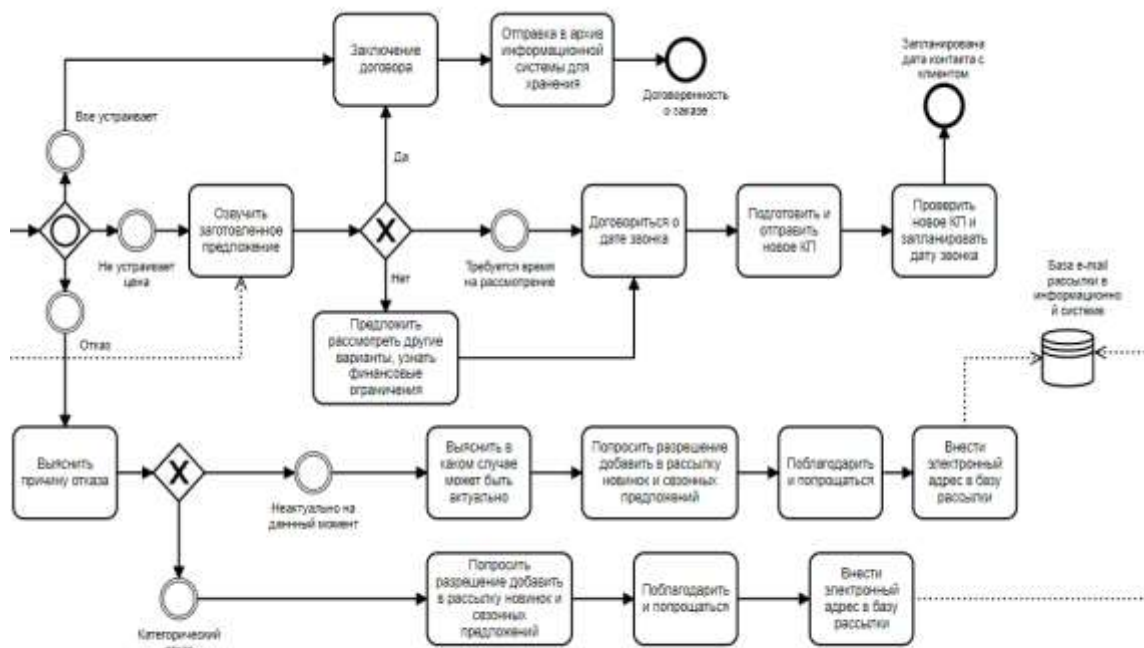 Заключение
договора
Отправка в архив
информационной
системы для
хранения
Договоренность
о заказе
Запланирована
дата контакта с
клиентом
Все устраивает
Да
Озвучить
заготовленное
предложение
Не устраивает
цена
Требуется время
на рассмотрение
Договориться о
дате звонка
Подготовить и
отправить
новое КП
Проверить
новое КП и
запланировать
дату звонка
Нет
Отказ
Предложить
рассмотреть другие
варианты, узнать
финансовые
ограничения
База e-mail
рассылки в
информационно
й системе
Выяснить
причину отказа
Неактуально на
данный момент
Выяснить в
каком случае
может быть
актуально
Попросить разрешение
добавить в рассылку
новинок и сезонных
предложений
Поблагодарить
и попрощаться
Внести
электронный
адрес в базу
рассылки
Категорический
Попросить
разрешение добавить
в рассылку новинок и
сезонных
предложений
Поблагодарить
и попрощаться
Внести
электронный
адрес в базу
рассылки